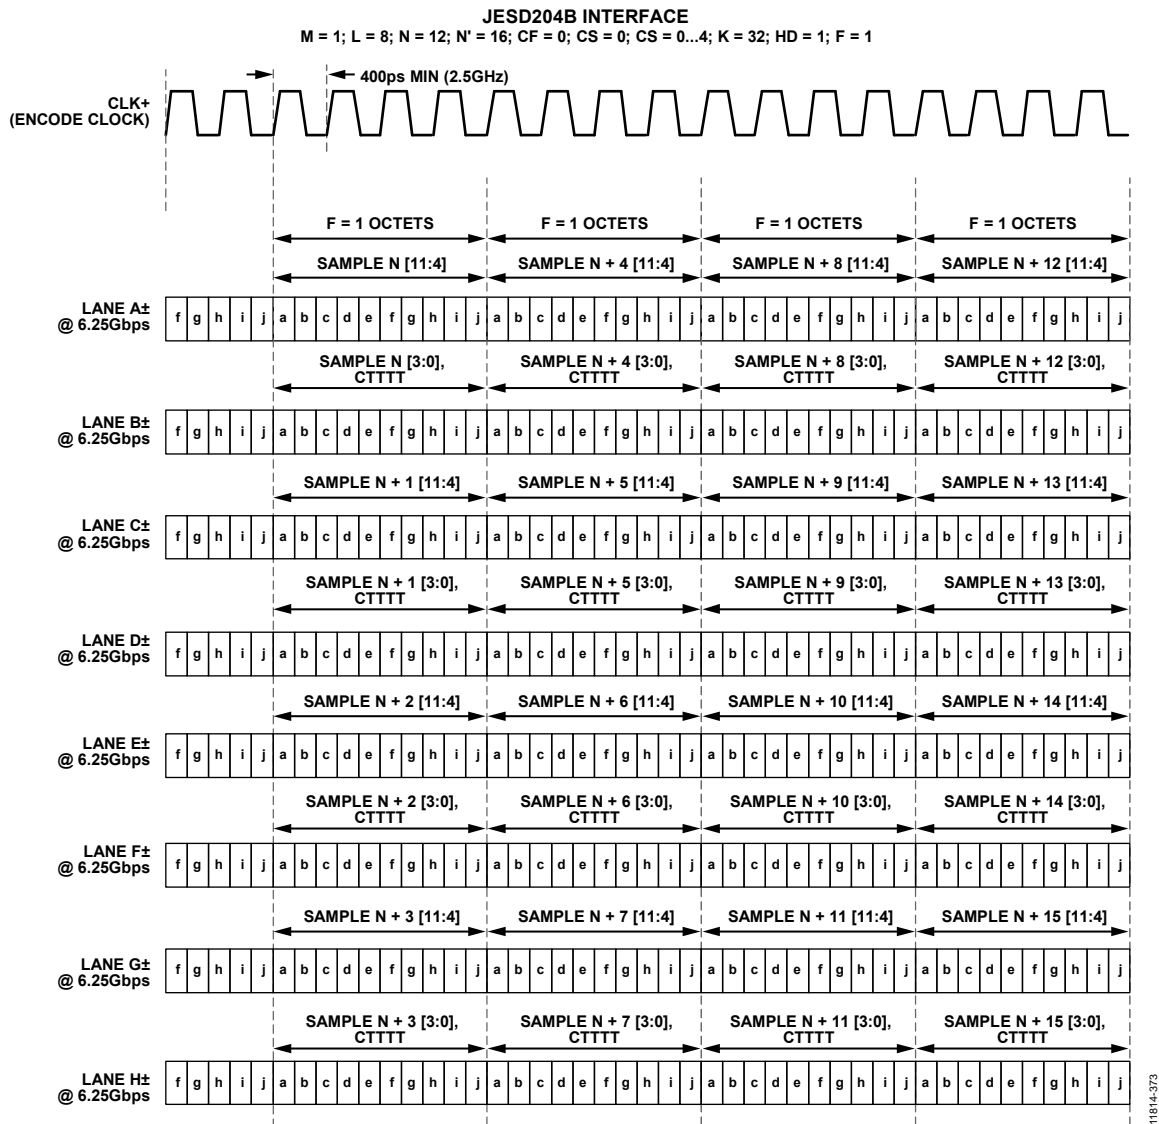 JESD204B INTERFACE
M = 1; L = 8; N = 12; N' = 16; CF = 0; CS = 0; CS = 0...4; K = 32; HD = 1; F = 1
400ps MIN (2.5GHz)
CLK+
(ENCODE CLOCK)
F = 1 OCTETS F = 1 OCTETS F = 1 OCTETS F = 1 OCTETS
SAMPLE N [11:4] SAMPLE N + 4 [11:4] SAMPLE N + 8 [11:4] SAMPLE N + 12 [11:4]
LANE A±
@ 6.25Gbps
f g h i j a b c d e f g h i j a b c d e f g h i j a b c d e f g h i j a b c d e f g h i j
SAMPLE N [3:0], SAMPLE N + 4 [3:0], SAMPLE N + 8 [3:0], SAMPLE N + 12 [3:0],
CTTTT CTTTT CTTTT CTTTT
LANE B±
@ 6.25Gbps
f g h i j a b c d e f g h i j a b c d e f g h i j a b c d e f g h i j a b c d e f g h i j
SAMPLE N + 1 [11:4] SAMPLE N + 5 [11:4] SAMPLE N + 9 [11:4] SAMPLE N + 13 [11:4]
LANE C±
@ 6.25Gbps
f g h i j a b c d e f g h i j a b c d e f g h i j a b c d e f g h i j a b c d e f g h i j
SAMPLE N + 1 [3:0], SAMPLE N + 5 [3:0], SAMPLE N + 9 [3:0], SAMPLE N + 13 [3:0],
CTTTT CTTTT CTTTT CTTTT
LANE D±
@ 6.25Gbps
f g h i j a b c d e f g h i j a b c d e f g h i j a b c d e f g h i j a b c d e f g h i j
SAMPLE N + 2 [11:4] SAMPLE N + 6 [11:4] SAMPLE N + 10 [11:4] SAMPLE N + 14 [11:4]
LANE E±
@ 6.25Gbps
f g h i j a b c d e f g h i j a b c d e f g h i j a b c d e f g h i j a b c d e f g h i j
SAMPLE N + 2 [3:0], SAMPLE N + 6 [3:0], SAMPLE N + 10 [3:0], SAMPLE N + 14 [3:0],
CTTTT CTTTT CTTTT CTTTT
LANE F±
@ 6.25Gbps
f g h i j a b c d e f g h i j a b c d e f g h i j a b c d e f g h i j a b c d e f g h i j
SAMPLE N + 3 [11:4] SAMPLE N + 7 [11:4] SAMPLE N + 11 [11:4] SAMPLE N + 15 [11:4]
LANE G±
@ 6.25Gbps
f g h i j a b c d e f g h i j a b c d e f g h i j a b c d e f g h i j a b c d e f g h i j
SAMPLE N + 3 [3:0], SAMPLE N + 7 [3:0], SAMPLE N + 11 [3:0], SAMPLE N + 15 [3:0],
CTTTT CTTTT CTTTT CTTTT
LANE H±
@ 6.25Gbps
f g h i j a b c d e f g h i j a b c d e f g h i j a b c d e f g h i j a b c d e f g h i j
11814-373